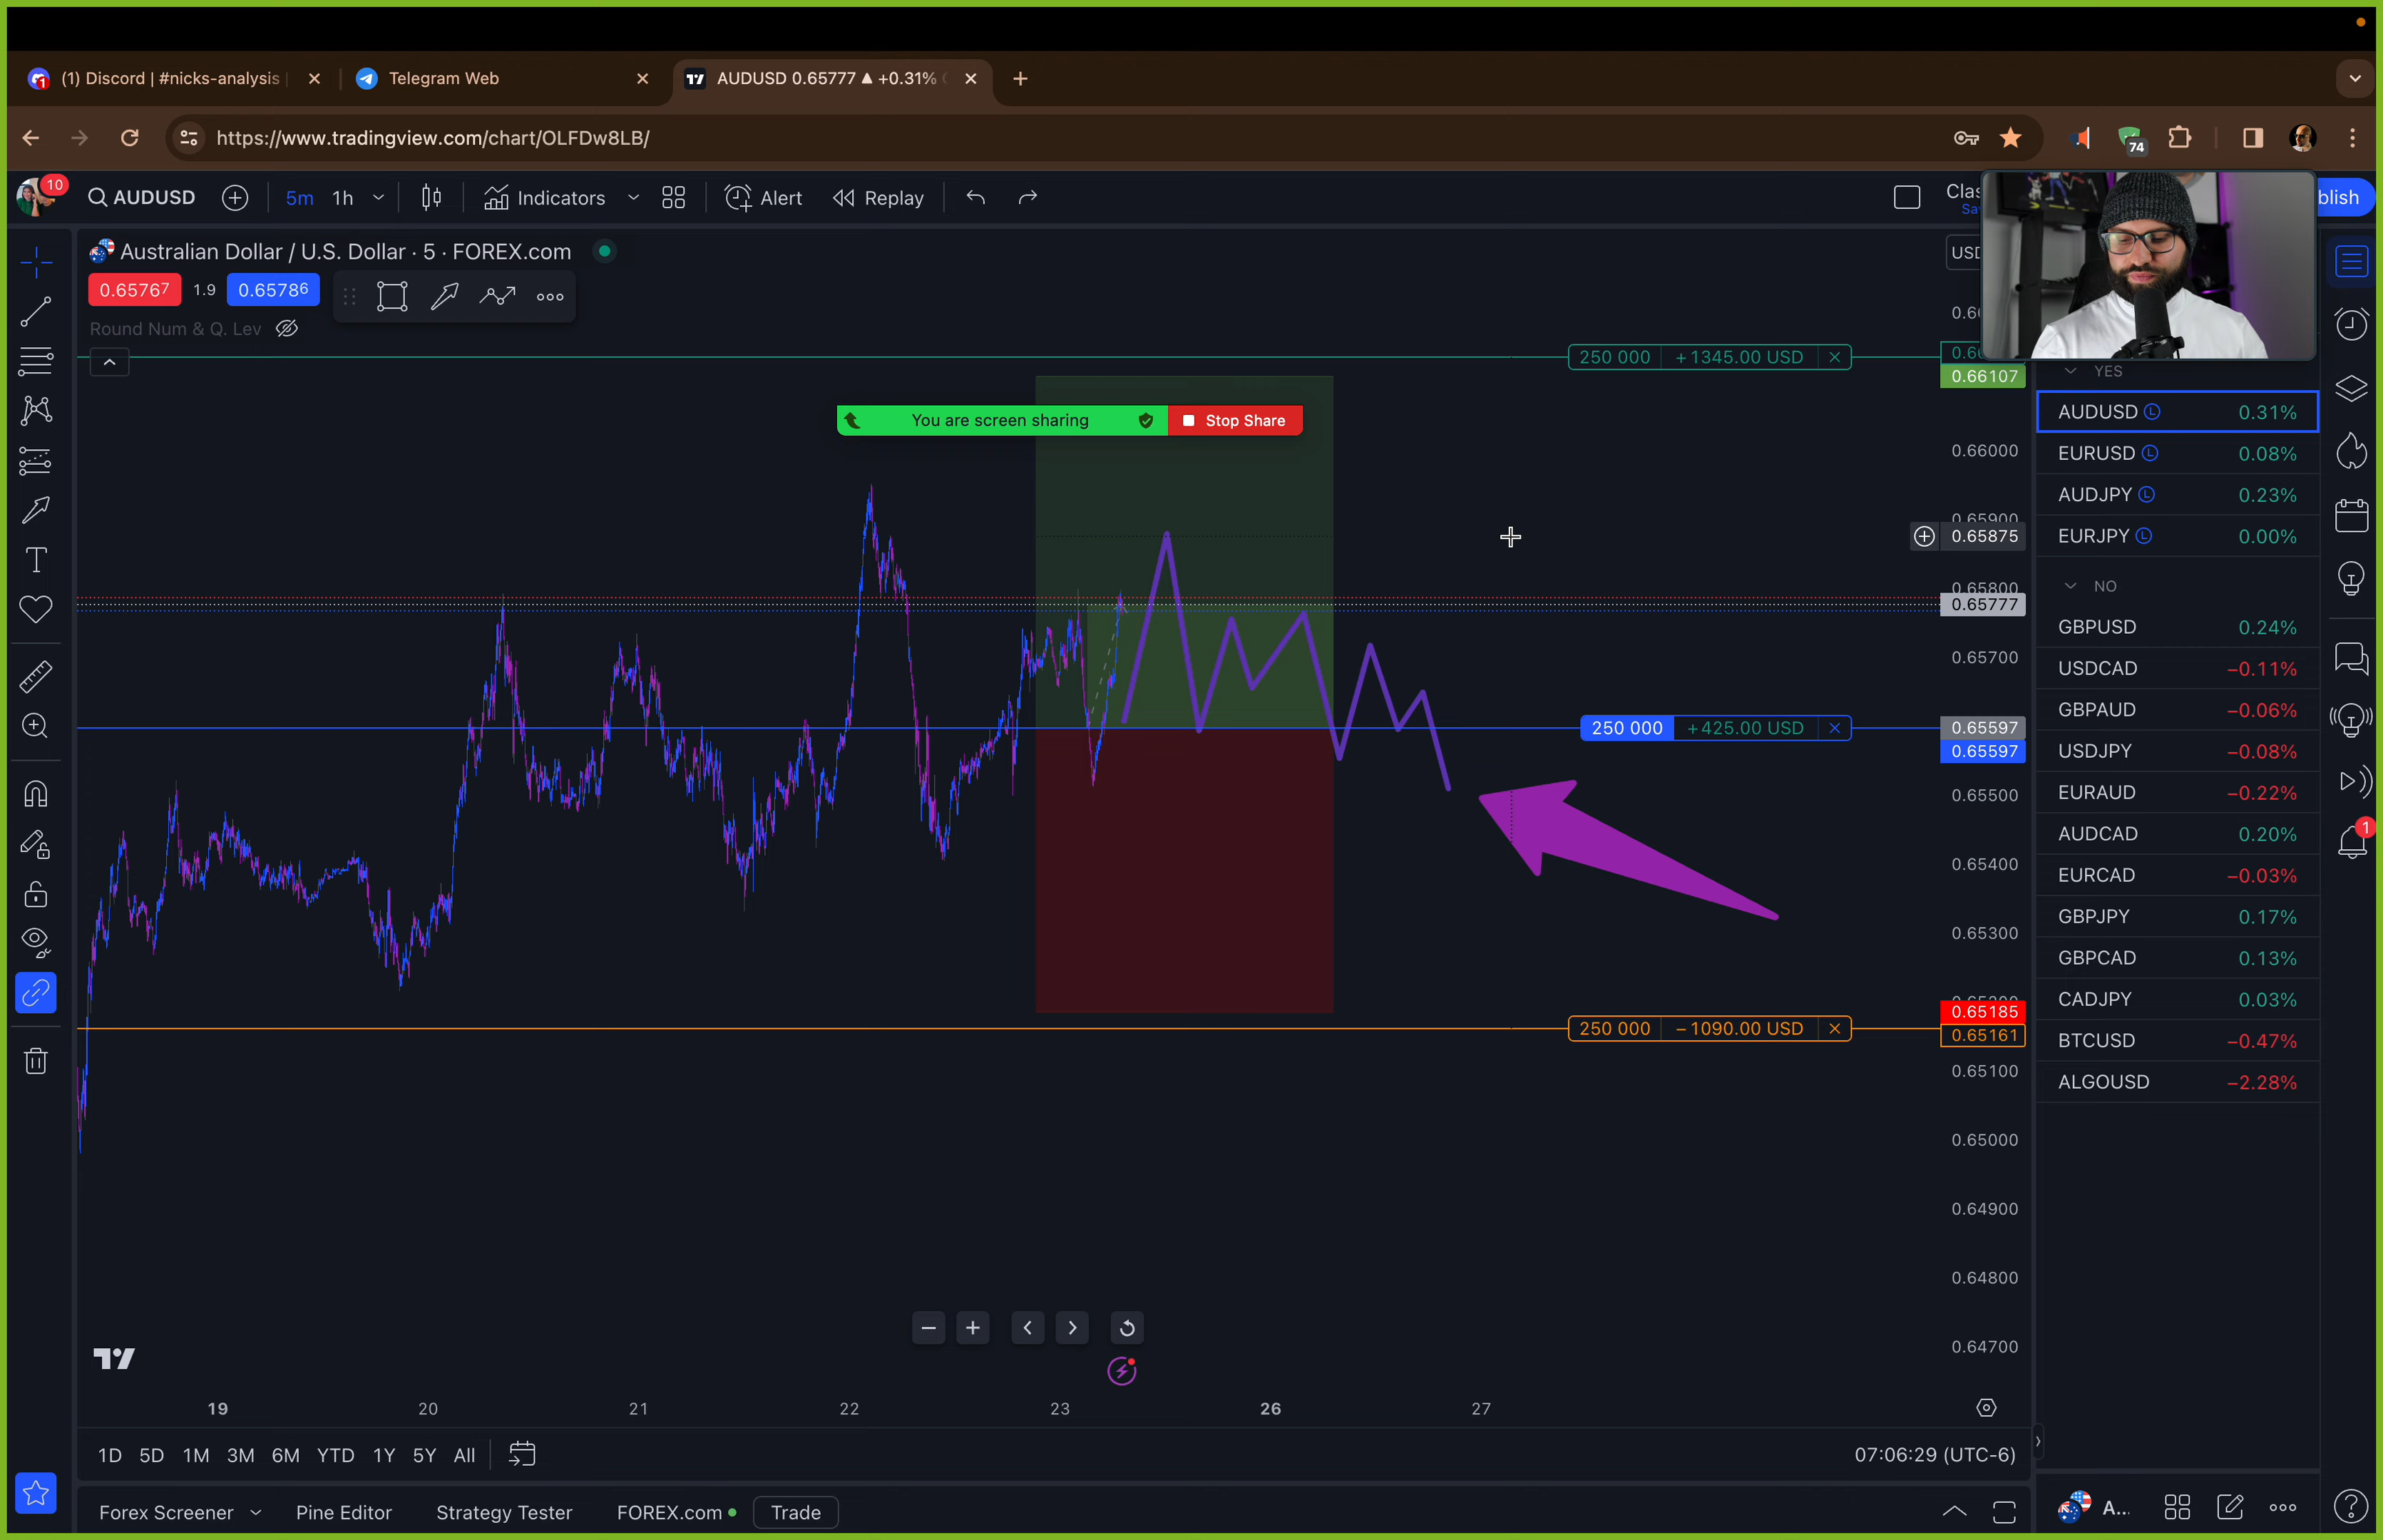 (1) Discord | #nicks-analysis |
Telegram Web
AUDUSD 0.65777 ▲ +0.31%
https://www.tradingview.com/chart/OLFDw8LB/
74
10
AUDUSD
5m
1h
Indicators
Alert
Replay
blish
Australian Dollar / U.S. Dollar · 5 · FOREX.com
USD
0.65767
1.9
0.65786
Round Num & Q. Lev
250 000
+1345.00 USD
0.66107
You are screen sharing
Stop Share
0.66000
0.65900
0.65875
0.65800
0.65777
0.65700
250 000
+425.00 USD
0.65597
0.65597
0.65500
0.65400
0.65300
0.65185
250 000
−1090.00 USD
0.65161
0.65100
0.65000
0.64900
0.64800
0.64700
YES
AUDUSD
0.31%
EURUSD
0.08%
AUDJPY
0.23%
EURJPY
0.00%
NO
GBPUSD
0.24%
USDCAD
−0.11%
GBPAUD
−0.06%
USDJPY
−0.08%
EURAUD
−0.22%
AUDCAD
0.20%
EURCAD
−0.03%
GBPJPY
0.17%
GBPCAD
0.13%
CADJPY
0.03%
BTCUSD
−0.47%
ALGOUSD
−2.28%
1
19
20
21
22
23
26
27
1D
5D
1M
3M
6M
YTD
1Y
5Y
All
07:06:29 (UTC-6)
Forex Screener
Pine Editor
Strategy Tester
FOREX.com
Trade
A...